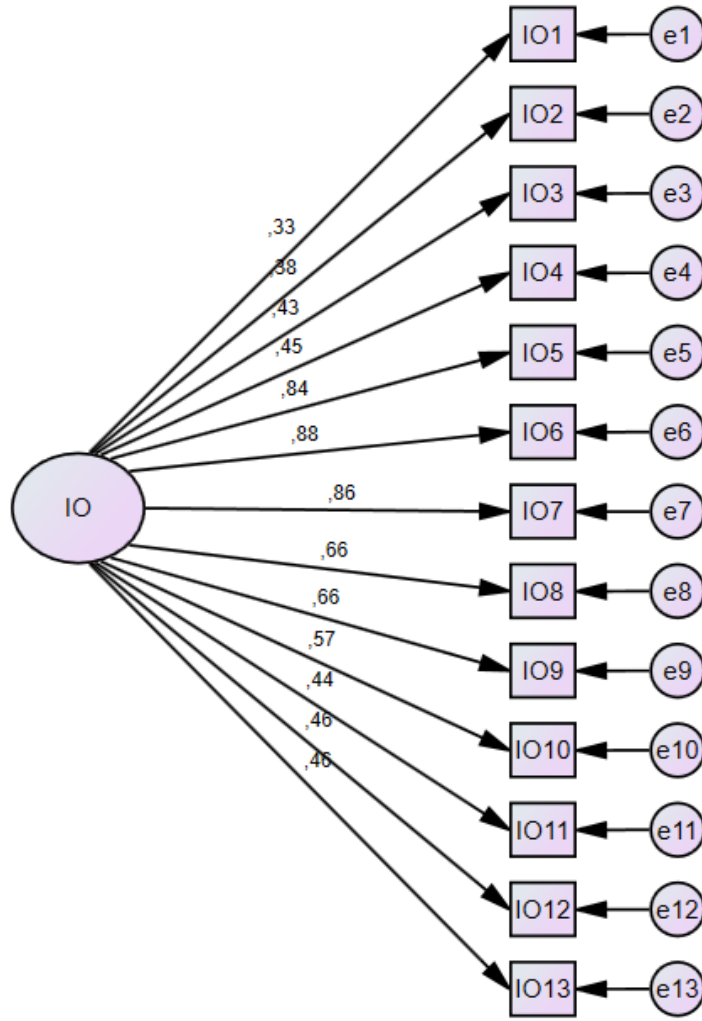 IO1 e1
IO2 e2
IO3 e3
,33
IO4 e4
,38
,43
,45
IO5 e5
,84
IO6 e6
,88
,86
IO IO7 e7
,66
IO8 e8
,66
,57
IO9 e9
,44
,46
IO10 e10
,46
IO11 e11
IO12 e12
IO13 e13